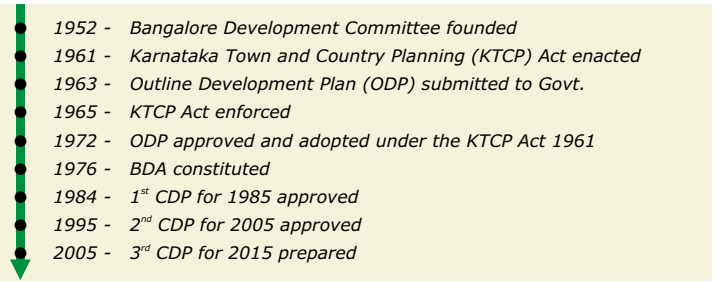 1952 - Bangalore Development Committee founded
1961 - Karnataka Town and Country Planning (KTCP) Act enacted
1963 - Outline Development Plan (ODP) submitted to Govt.
1965 - KTCP Act enforced
1972 - ODP approved and adopted under the KTCP Act 1961
1976 - BDA constituted
1984 - 1st CDP for 1985 approved
1995 - 2nd CDP for 2005 approved
2005 - 3rd CDP for 2015 prepared